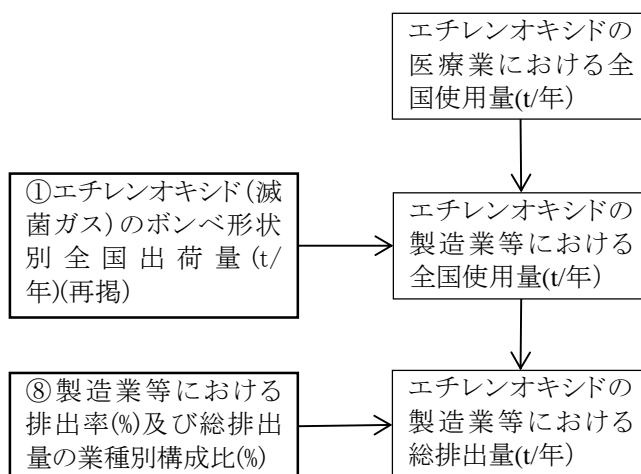 エチレンオキシドの
医療業における全
国使用量(t/年)
①エチレンオキシド(滅
菌ガス)のボンベ形状
別全国出荷量(t/
年)(再掲)
エチレンオキシドの
製造業等における
全国使用量(t/年)
⑧製造業等における
排出率(%)及び総排出
量の業種別構成比(%)
エチレンオキシドの
製造業等における
総排出量(t/年)